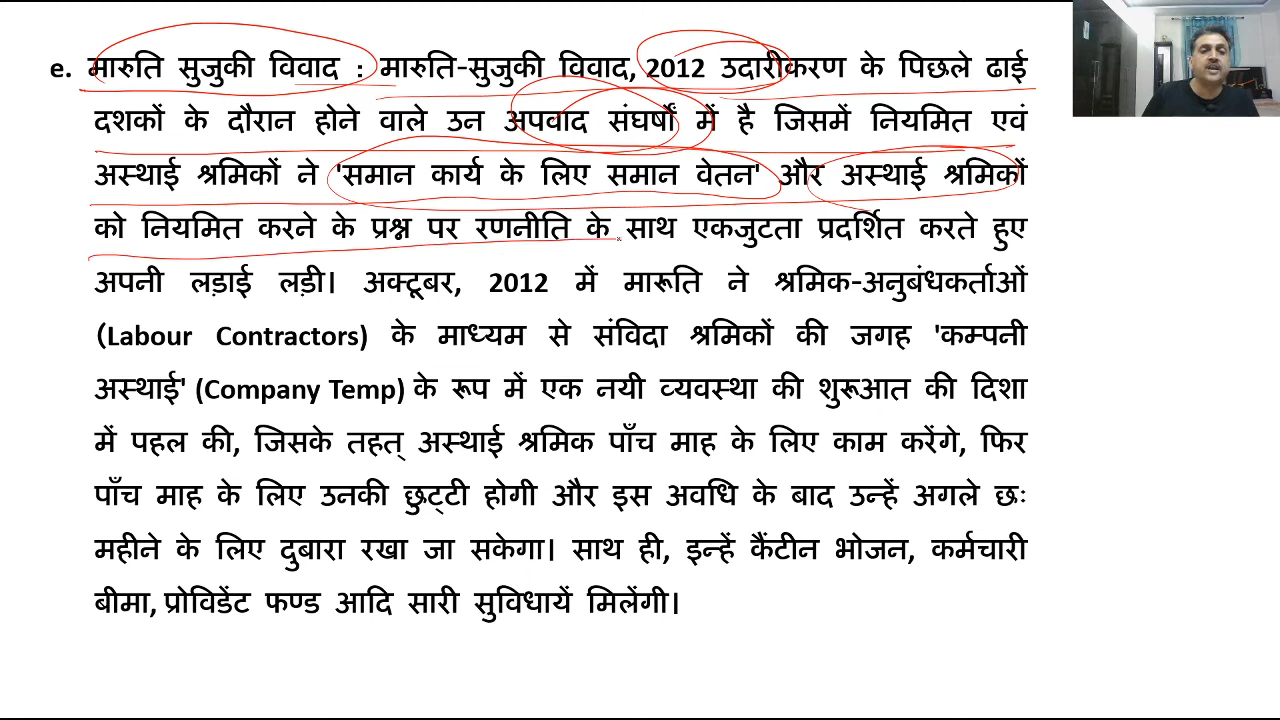 e. मारुति सुजुकी विवाद : मारुति-सुजुकी विवाद, 2012 उदारीकरण के पिछले ढाई
दशकों के दौरान होने वाले उन अपवाद संघर्षों में है जिसमें नियमित एवं
अस्थाई श्रमिकों ने 'समान कार्य के लिए समान वेतन' और अस्थाई श्रमिकों
को नियमित करने के प्रश्न पर रणनीति के साथ एकजुटता प्रदर्शित करते हुए
अपनी लड़ाई लड़ी। अक्टूबर, 2012 में मारूति ने श्रमिक-अनुबंधकर्ताओं
(Labour Contractors) के माध्यम से संविदा श्रमिकों की जगह 'कम्पनी
अस्थाई' (Company Temp) के रूप में एक नयी व्यवस्था की शुरूआत की दिशा
में पहल की, जिसके तहत् अस्थाई श्रमिक पाँच माह के लिए काम करेंगे, फिर
पाँच माह के लिए उनकी छुट्टी होगी और इस अवधि के बाद उन्हें अगले छः
महीने के लिए दुबारा रखा जा सकेगा। साथ ही, इन्हें कैंटीन भोजन, कर्मचारी
बीमा, प्रोविडेंट फण्ड आदि सारी सुविधायें मिलेंगी।